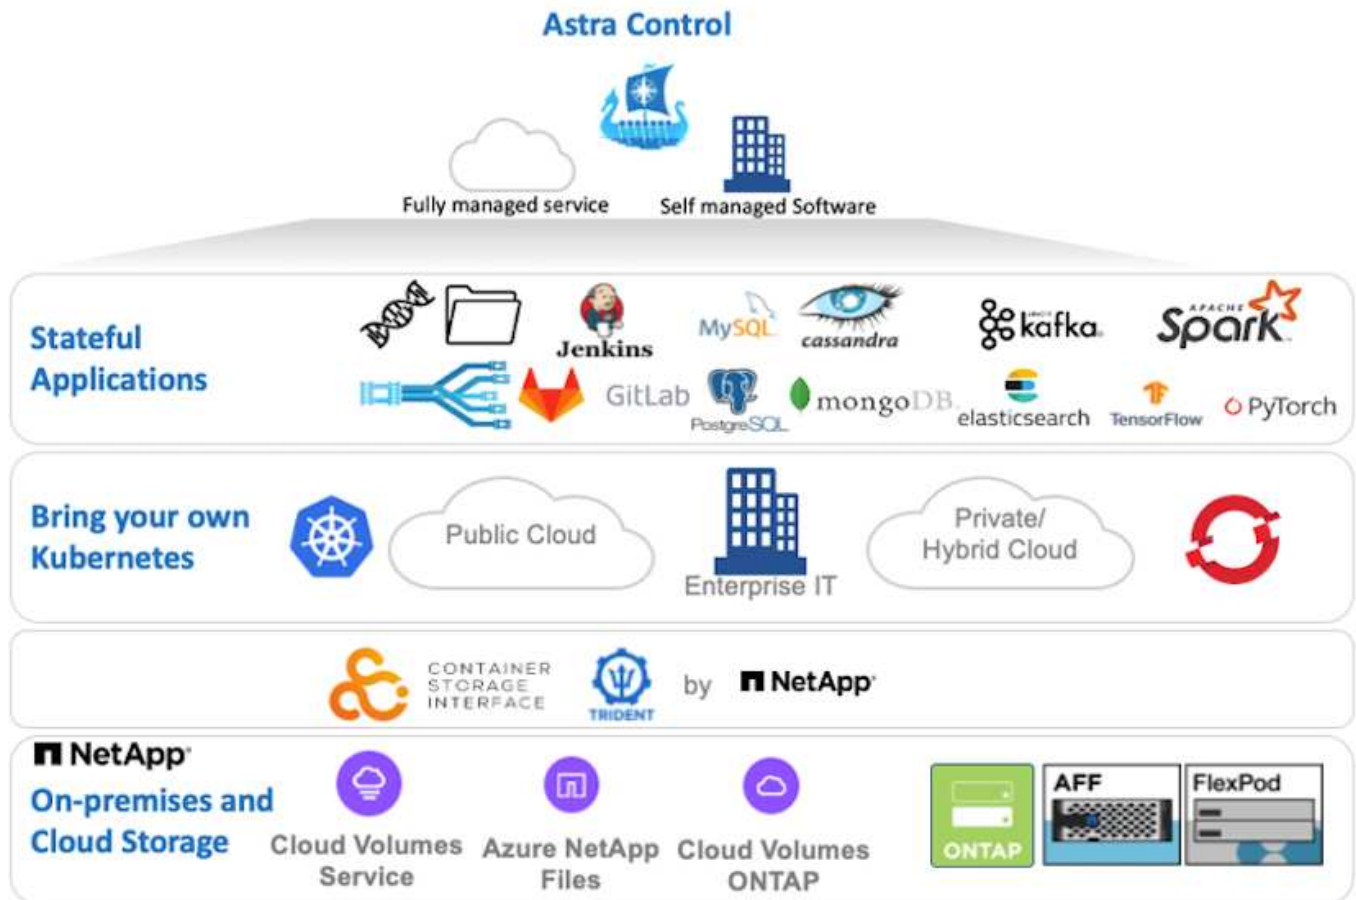 Astra Control
Fully managed service
Self managed Software
Stateful
Applications
Jenkins
MySQL
cassandra
kafka
APACHE
Spark
GitLab
PostgreSQL
mongoDB
elasticsearch
TensorFlow
PyTorch
Bring your own
Kubernetes
Public Cloud
Enterprise IT
Private/
Hybrid Cloud
CONTAINER
STORAGE
INTERFACE
TRIDENT
by
NetApp
NetApp
On-premises and
Cloud Storage
Cloud Volumes
Service
Azure NetApp
Files
Cloud Volumes
ONTAP
ONTAP
AFF
FlexPod